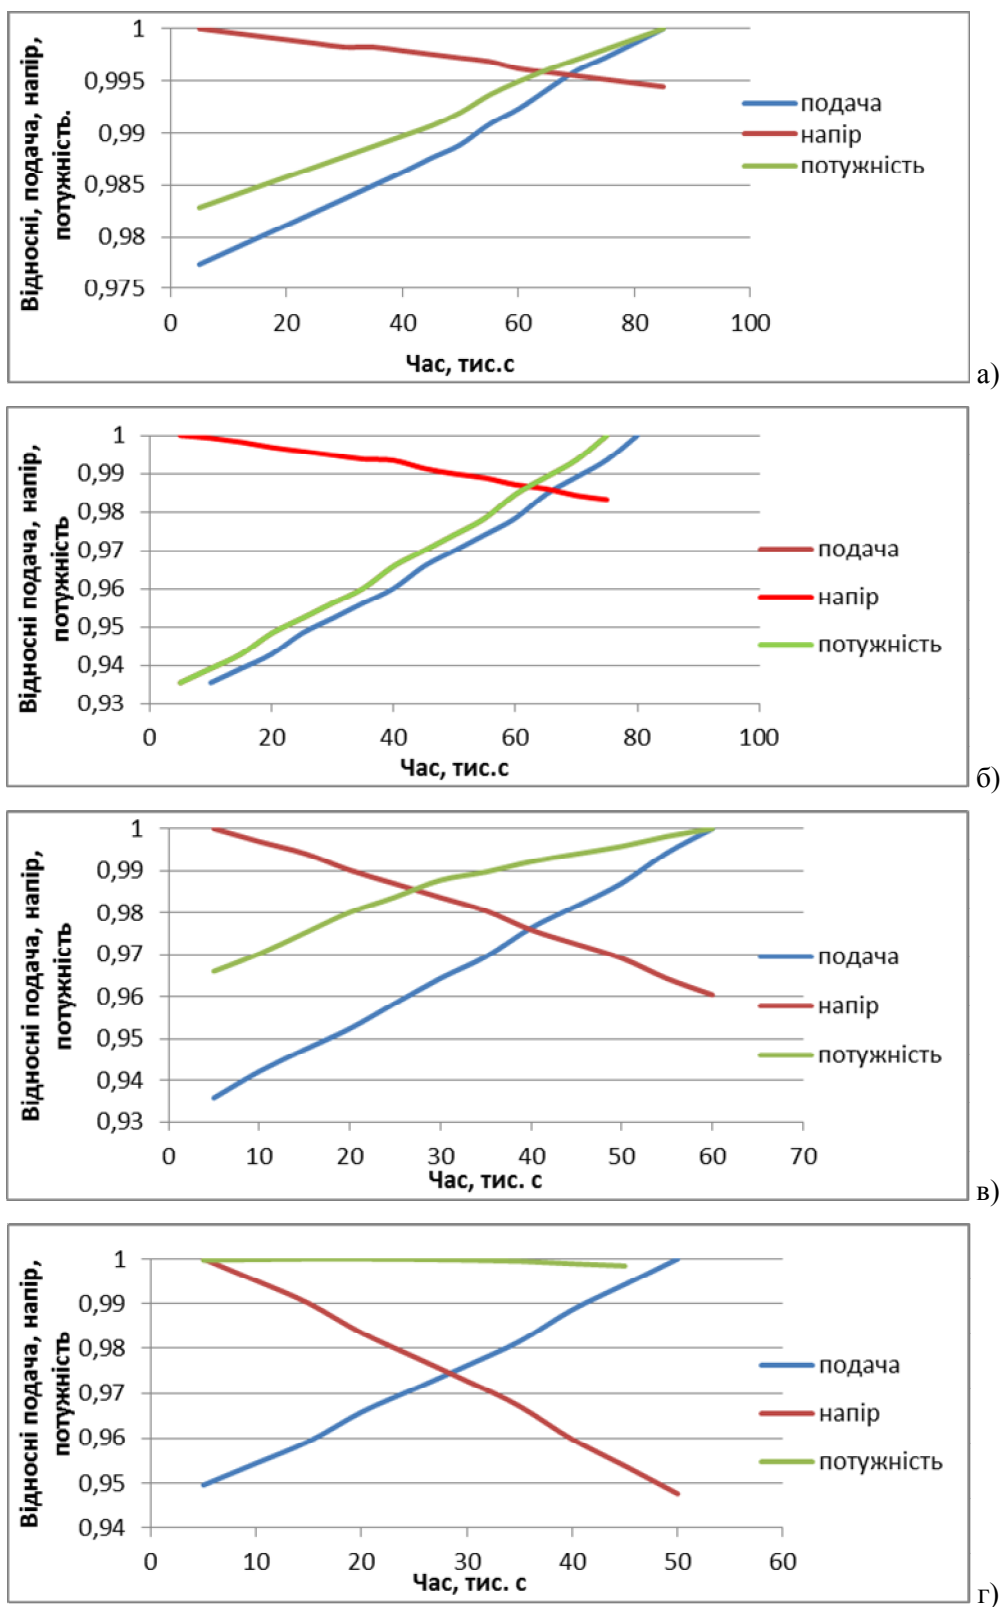 Відносні, подача, напір,
потужність.
1
0,995
0,99
0,985
0,98
0,975
0 20 40 60 80 100
Час, тис.с
подача
напір
потужність
а)
Відносні подача, напір,
потужність
1
0,99
0,98
0,97
0,96
0,95
0,94
0,93
0 20 40 60 80 100
Час, тис.с
подача
напір
потужність
б)
Відносні подача, напір,
потужність
1
0,99
0,98
0,97
0,96
0,95
0,94
0,93
0 10 20 30 40 50 60 70
Час, тис. с
подача
напір
потужність
в)
Відносні подача, напір,
потужність
1
0,99
0,98
0,97
0,96
0,95
0,94
0 10 20 30 40 50 60
Час, тис. с
подача
напір
потужність
г)